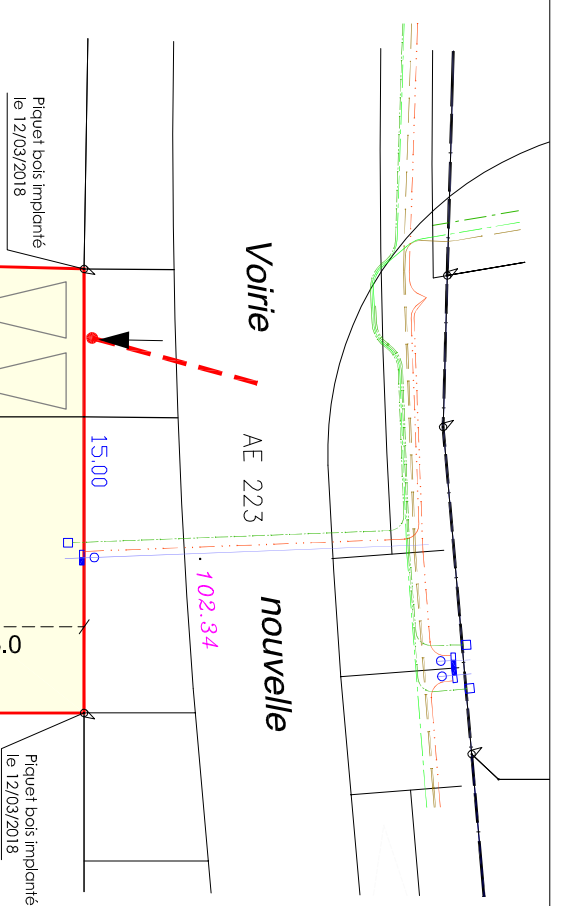 Piquet bois implanté
le 12/03/2018
Voirie
AE 223
nouvelle
15.00
102.34
.0
Piquet bois implanté
le 12/03/2018